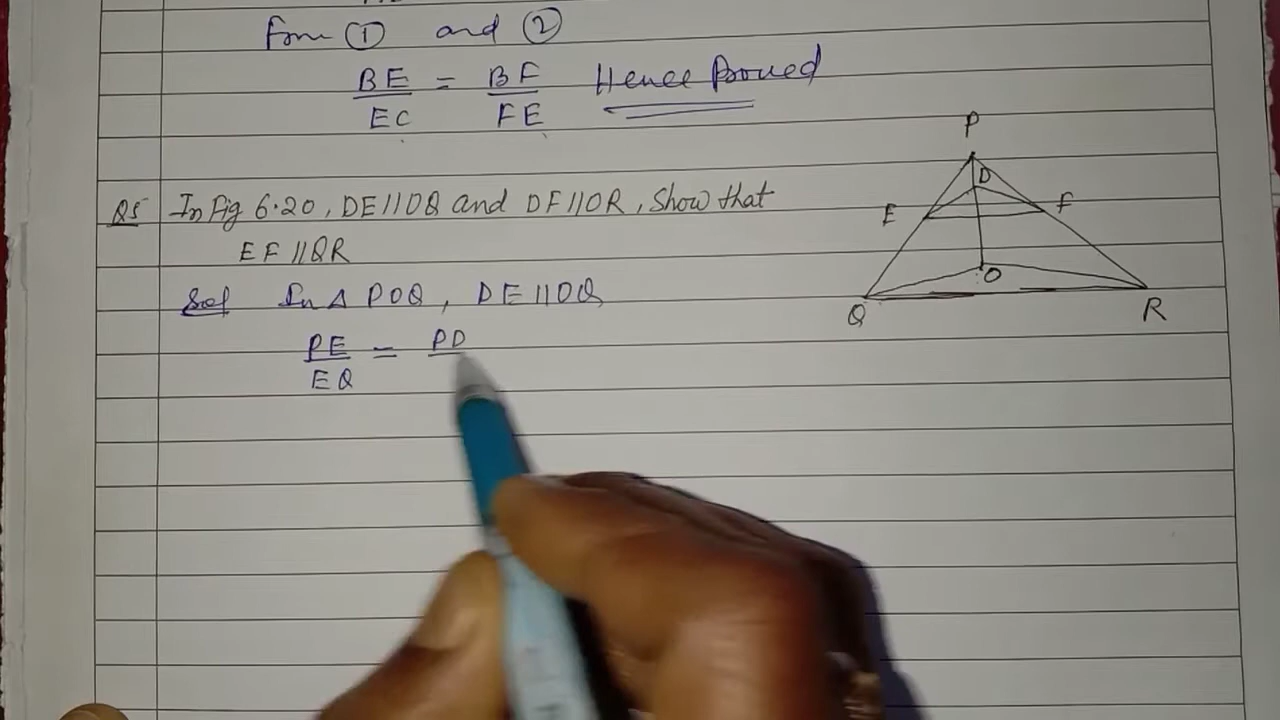 from ① and ②
BE = BF Hence Proved
EC FE
Q5 In Fig 6.20, DE||OQ and DF||OR, Show that
EF||QR
Sol In Δ POQ, DE||OQ
PE = PD
EQ
P
D
E F
O
Q R